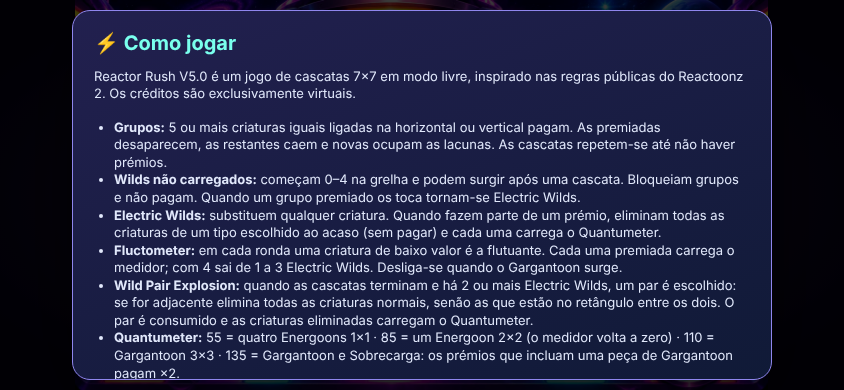 ⚡ Como jogar
Reactor Rush V5.0 é um jogo de cascatas 7×7 em modo livre, inspirado nas regras públicas do Reactoonz
2. Os créditos são exclusivamente virtuais.
• Grupos: 5 ou mais criaturas iguais ligadas na horizontal ou vertical pagam. As premiadas
desaparecem, as restantes caem e novas ocupam as lacunas. As cascatas repetem-se até não haver
prémios.
• Wilds não carregados: começam 0–4 na grelha e podem surgir após uma cascata. Bloqueiam grupos
e não pagam. Quando um grupo premiado os toca tornam-se Electric Wilds.
• Electric Wilds: substituem qualquer criatura. Quando fazem parte de um prémio, eliminam todas as
criaturas de um tipo escolhido ao acaso (sem pagar) e cada uma carrega o Quantumeter.
• Fluctometer: em cada ronda uma criatura de baixo valor é a flutuante. Cada uma premiada carrega o
medidor; com 4 sai de 1 a 3 Electric Wilds. Desliga-se quando o Gargantoon surge.
• Wild Pair Explosion: quando as cascatas terminam e há 2 ou mais Electric Wilds, um par é escolhido:
se for adjacente elimina todas as criaturas normais, senão as que estão no retângulo entre os dois. O
par é consumido e as criaturas eliminadas carregam o Quantumeter.
• Quantumeter: 55 = quatro Energoons 1×1 · 85 = um Energoon 2×2 (o medidor volta a zero) · 110 =
Gargantoon 3×3 · 135 = Gargantoon e Sobrecarga: os prémios que incluam uma peça de Gargantoon
pagam ×2.